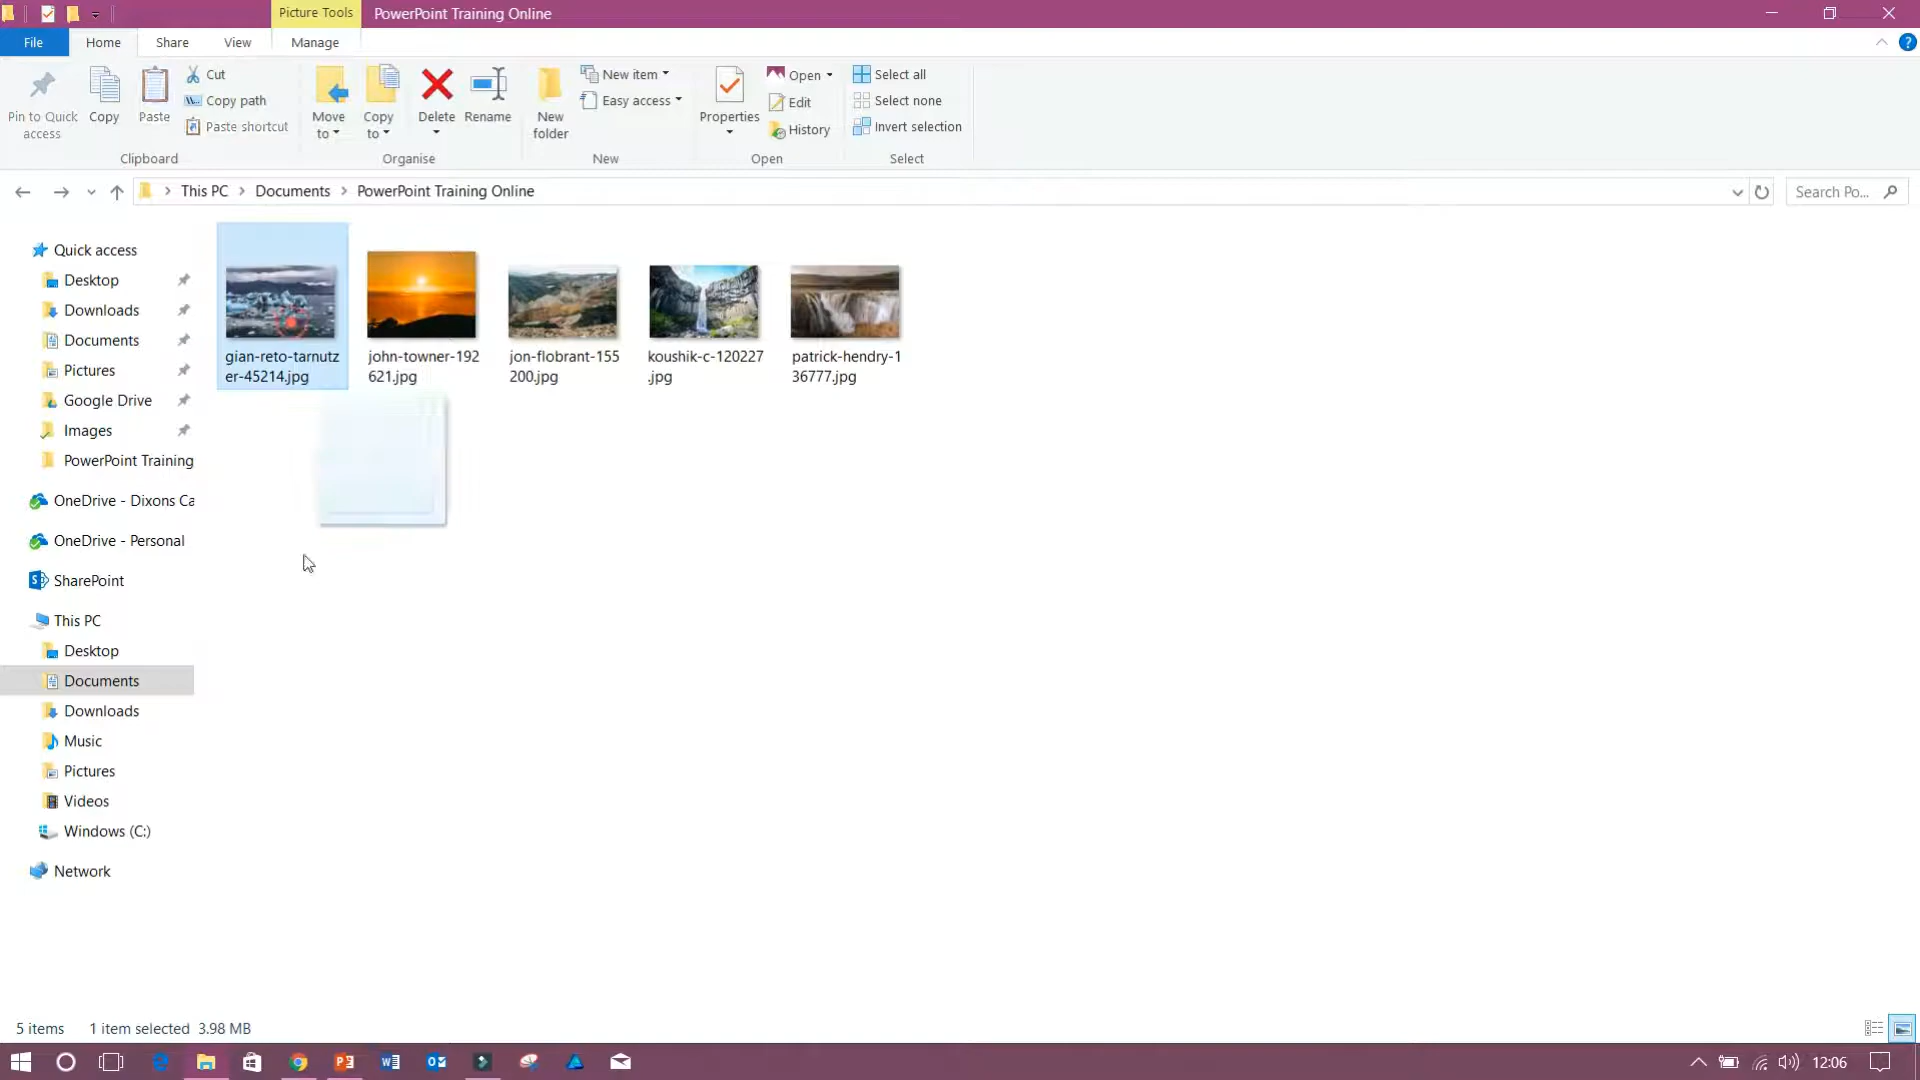 Picture Tools
PowerPoint Training Online
File
Home
Share
View
Manage
Pin to Quick
access
Copy
Paste
Cut
Copy path
Paste shortcut
Clipboard
Move
to
Copy
to
Delete
Rename
Organise
New
folder
New item
Easy access
New
Properties
Open
Edit
History
Open
Select all
Select none
Invert selection
Select
This PC
Documents
PowerPoint Training Online
Search Po...
Quick access
Desktop
Downloads
Documents
Pictures
Google Drive
Images
PowerPoint Training
OneDrive - Dixons Ca
OneDrive - Personal
SharePoint
This PC
Desktop
Documents
Downloads
Music
Pictures
Videos
Windows (C:)
Network
gian-reto-tarnutz
er-45214.jpg
john-towner-192
621.jpg
jon-flobrant-155
200.jpg
koushik-c-120227
.jpg
patrick-hendry-1
36777.jpg
5 items
1 item selected 3.98 MB
12:06